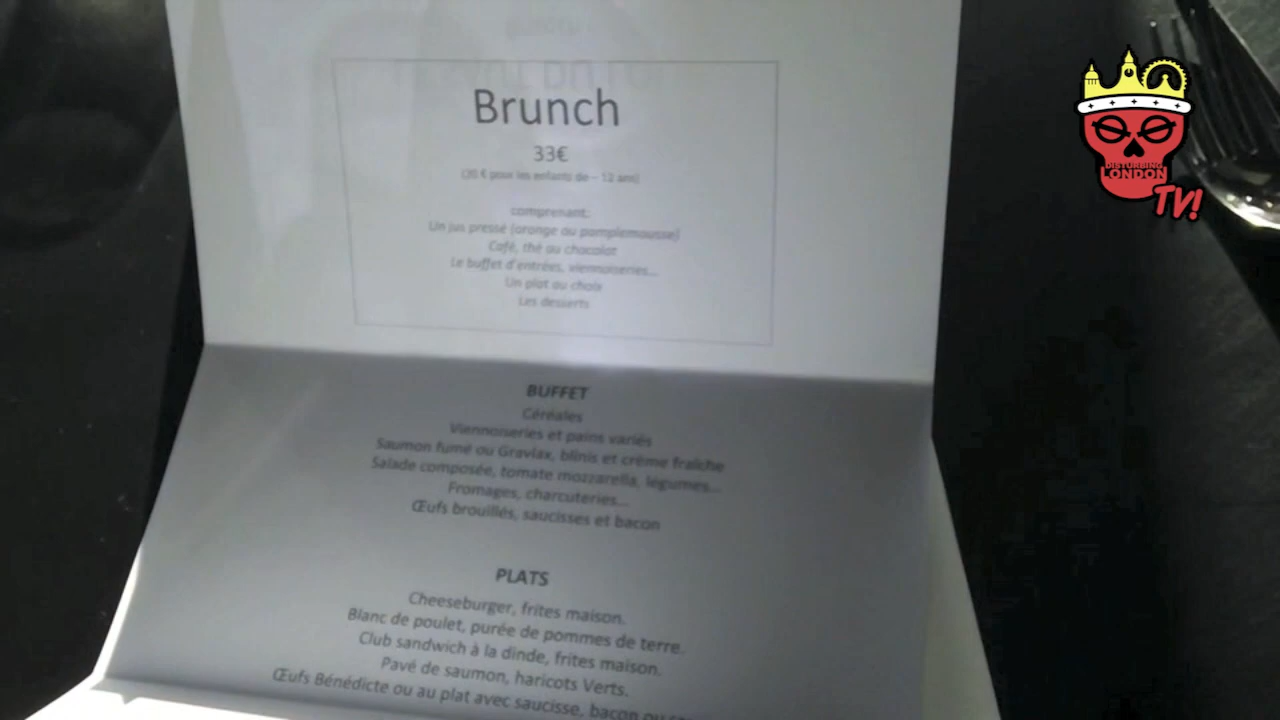 Brunch
33€
(20 € pour les enfants de – 12 ans)
comprenant:
Un jus pressé (orange ou pamplemousse)
Café, thé ou chocolat
Le buffet d'entrées, viennoiseries...
Un plat au choix
Les desserts
BUFFET
Céréales
Viennoiseries et pains variés
Saumon fumé ou Gravlax, blinis et crème fraîche
Salade composée, tomate mozzarella, légumes...
Fromages, charcuteries...
Œufs brouillés, saucisses et bacon
PLATS
Cheeseburger, frites maison.
Blanc de poulet, purée de pommes de terre.
Club sandwich à la dinde, frites maison.
Pavé de saumon, haricots Verts.
Œufs Bénédicte ou au plat avec saucisse, bacon ou
DISTURBING
LONDON
TV!